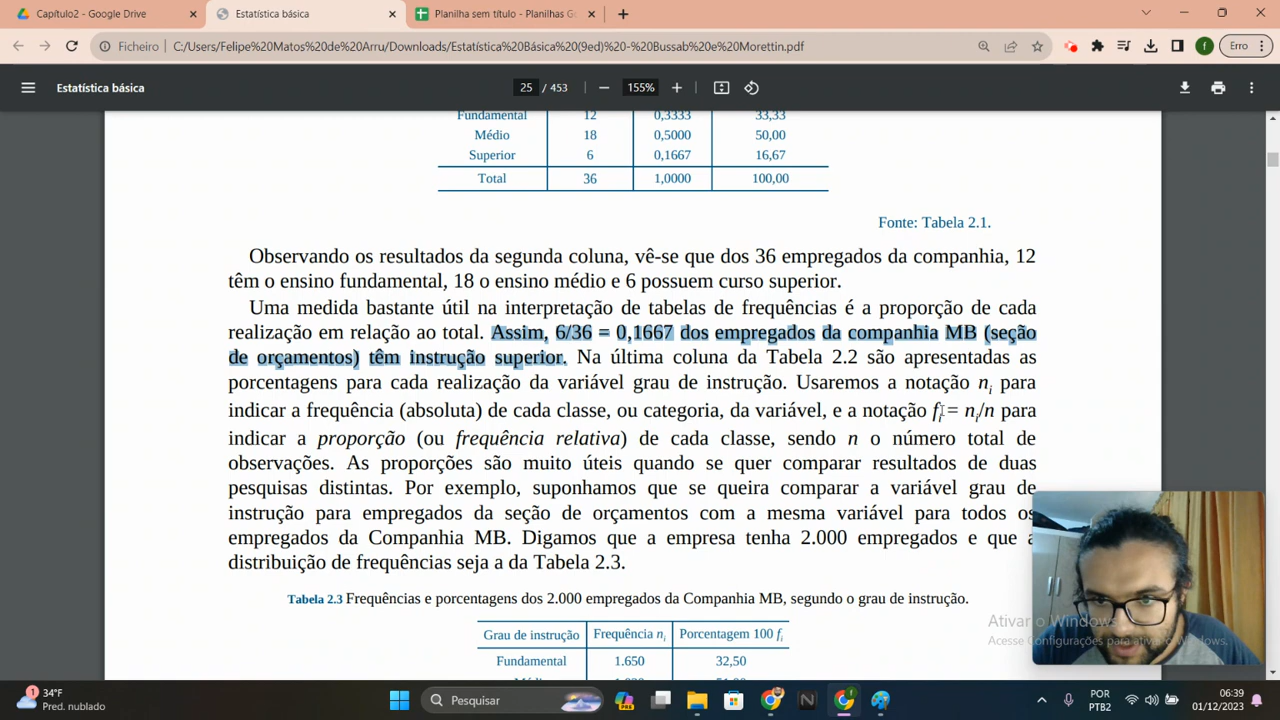 Capítulo2 - Google Drive
Estatística básica
Planilha sem título - Planilhas Go
Ficheiro
C:/Users/Felipe%20Matos%20de%20Arru/Downloads/Estatística%20Básica%20(9ed)%20-%20Bussab%20e%20Morettin.pdf
f
Erro
Estatística básica
25 / 453
155%
Fundamental 12 0,3333 33,33
Médio 18 0,5000 50,00
Superior 6 0,1667 16,67
Total 36 1,0000 100,00
Fonte: Tabela 2.1.
Observando os resultados da segunda coluna, vê-se que dos 36 empregados da companhia, 12
têm o ensino fundamental, 18 o ensino médio e 6 possuem curso superior.
Uma medida bastante útil na interpretação de tabelas de frequências é a proporção de cada
realização em relação ao total. Assim, 6/36 = 0,1667 dos empregados da companhia MB (seção
de orçamentos) têm instrução superior. Na última coluna da Tabela 2.2 são apresentadas as
porcentagens para cada realização da variável grau de instrução. Usaremos a notação ni para
indicar a frequência (absoluta) de cada classe, ou categoria, da variável, e a notação fi = ni/n para
indicar a proporção (ou frequência relativa) de cada classe, sendo n o número total de
observações. As proporções são muito úteis quando se quer comparar resultados de duas
pesquisas distintas. Por exemplo, suponhamos que se queira comparar a variável grau de
instrução para empregados da seção de orçamentos com a mesma variável para todos os
empregados da Companhia MB. Digamos que a empresa tenha 2.000 empregados e que a
distribuição de frequências seja a da Tabela 2.3.
Tabela 2.3 Frequências e porcentagens dos 2.000 empregados da Companhia MB, segundo o grau de instrução.
Grau de instrução Frequência ni Porcentagem 100 fi
Fundamental 1.650 32,50
Ativar o Windows
Acesse Configurações para ativar o Windows.
1
34°F
Pred. nublado
Pesquisar
POR
PTB2
06:39
01/12/2023